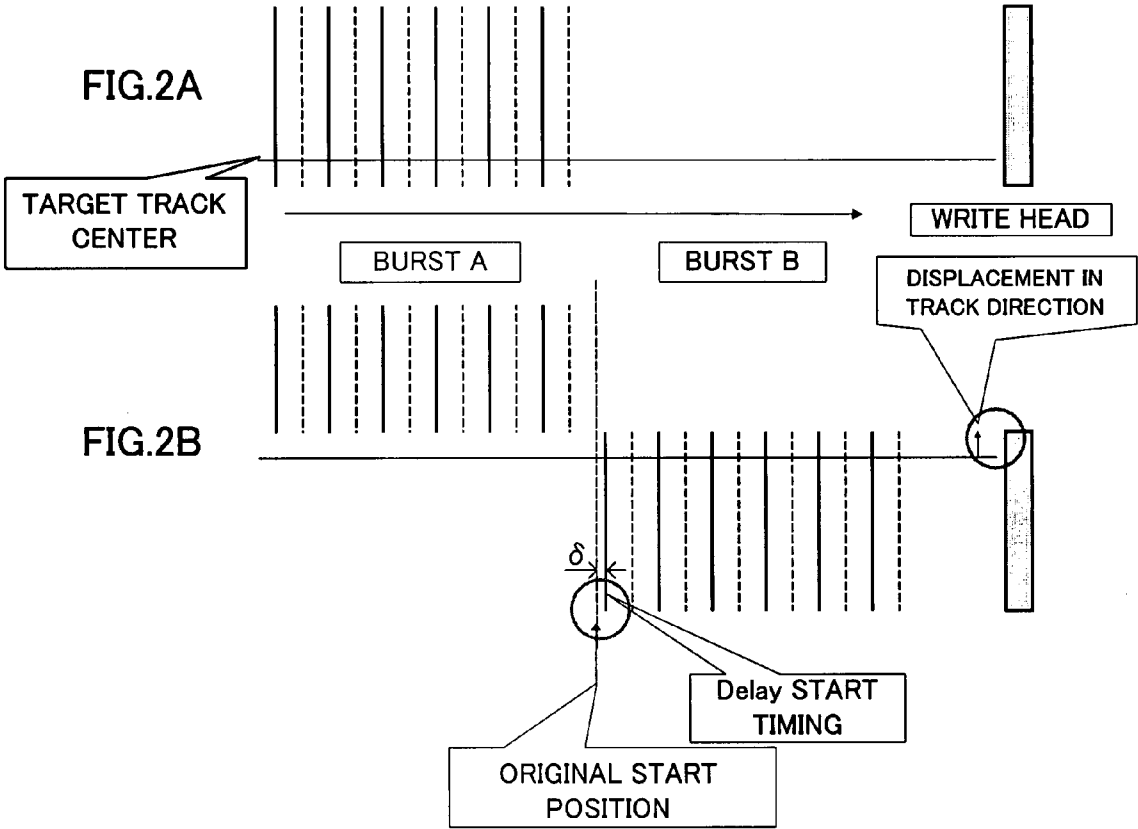 FIG.2A
TARGET TRACK
CENTER
WRITE HEAD
BURST A
BURST B
DISPLACEMENT IN
TRACK DIRECTION
FIG.2B
δ
Delay START
TIMING
ORIGINAL START
POSITION